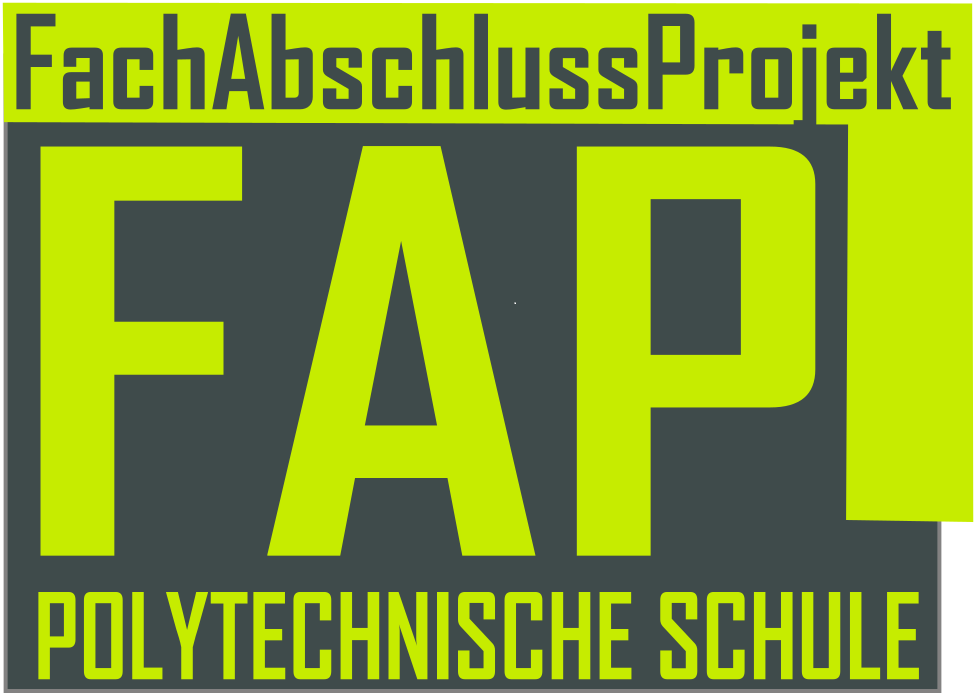 FachAbschlussProjekt
FAP
POLYTECHNISCHE SCHULE